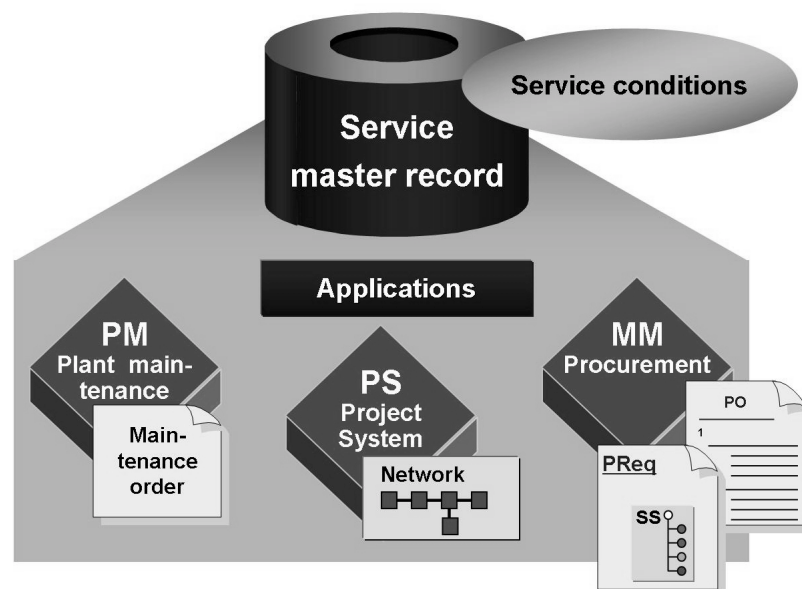 Service conditions
Service
master record
Applications
PM
Plant main-
tenance
Main-
tenance
order
PS
Project
System
Network
MM
Procurement
PO
1
PReq
SS